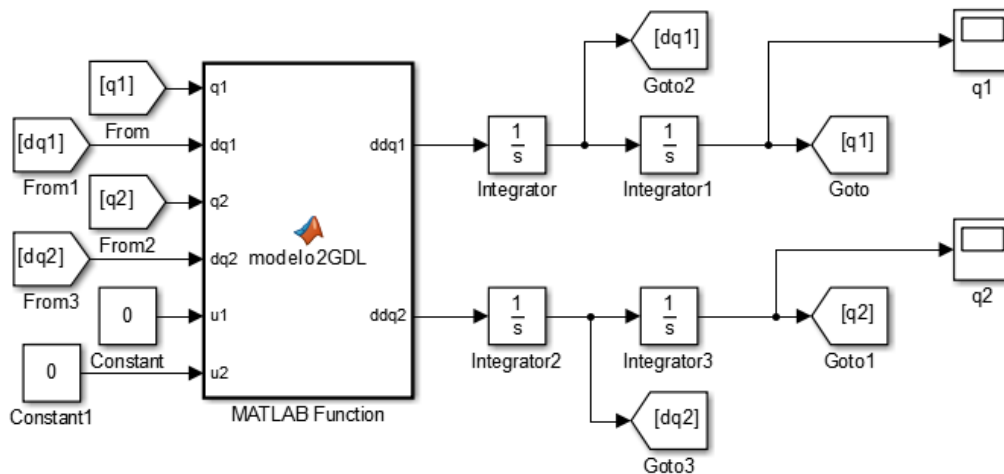 [dq1]
Goto2
q1
[q1]
From
q1
[dq1]
From1
dq1
ddq1
1
s
Integrator
1
s
Integrator1
[q1]
Goto
[q2]
From2
q2
modelo2GDL
[dq2]
From3
dq2
q2
0
Constant
u1
ddq2
1
s
Integrator2
1
s
Integrator3
[q2]
Goto1
0
Constant1
u2
MATLAB Function
[dq2]
Goto3